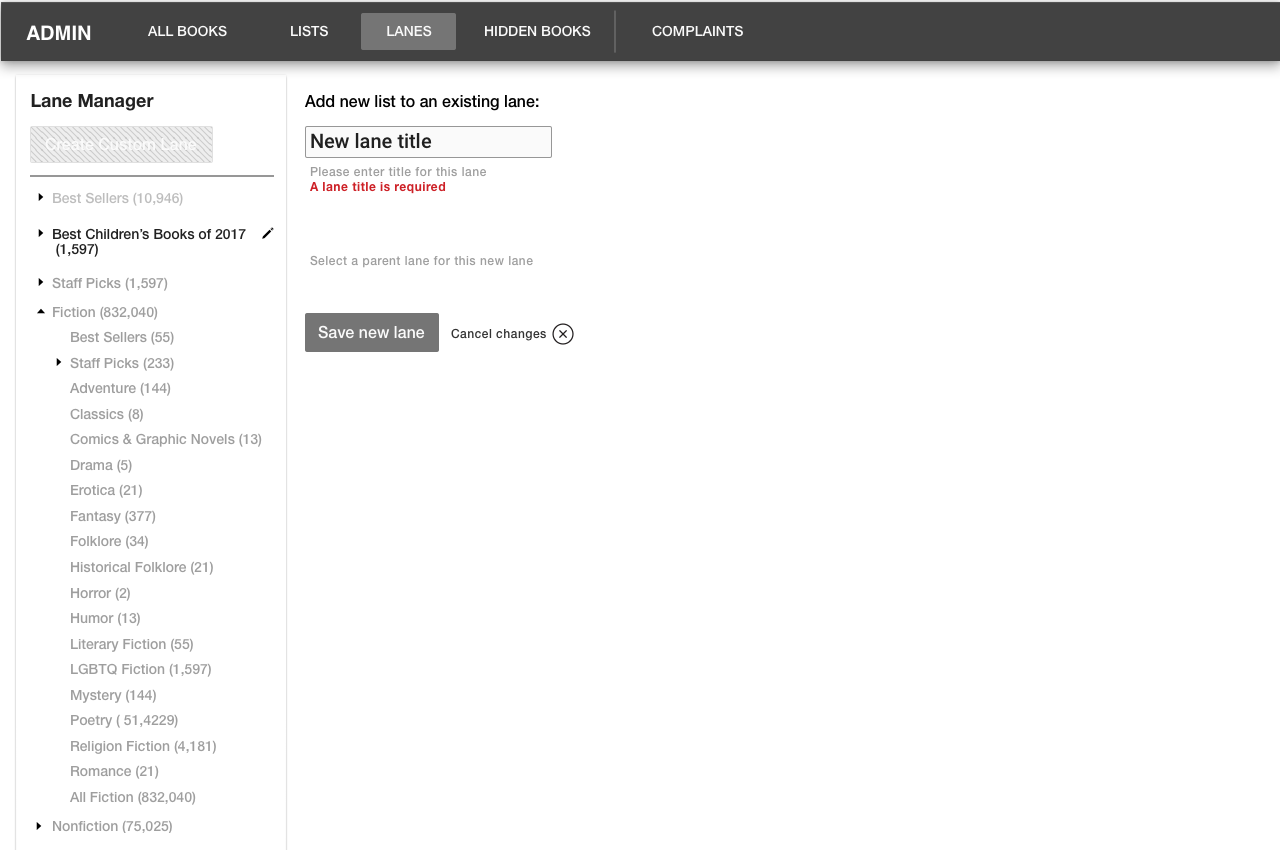 ADMIN ALL BOOKS LISTS LANES HIDDEN BOOKS COMPLAINTS
Lane Manager
Create Custom Lane
Best Sellers (10,946)
Best Children’s Books of 2017
(1,597)
Staff Picks (1,597)
Fiction (832,040)
Best Sellers (55)
Staff Picks (233)
Adventure (144)
Classics (8)
Comics & Graphic Novels (13)
Drama (5)
Erotica (21)
Fantasy (377)
Folklore (34)
Historical Folklore (21)
Horror (2)
Humor (13)
Literary Fiction (55)
LGBTQ Fiction (1,597)
Mystery (144)
Poetry ( 51,4229)
Religion Fiction (4,181)
Romance (21)
All Fiction (832,040)
Nonfiction (75,025)
Add new list to an existing lane:
New lane title
Please enter title for this lane
A lane title is required
Select a parent lane for this new lane
Save new lane Cancel changes